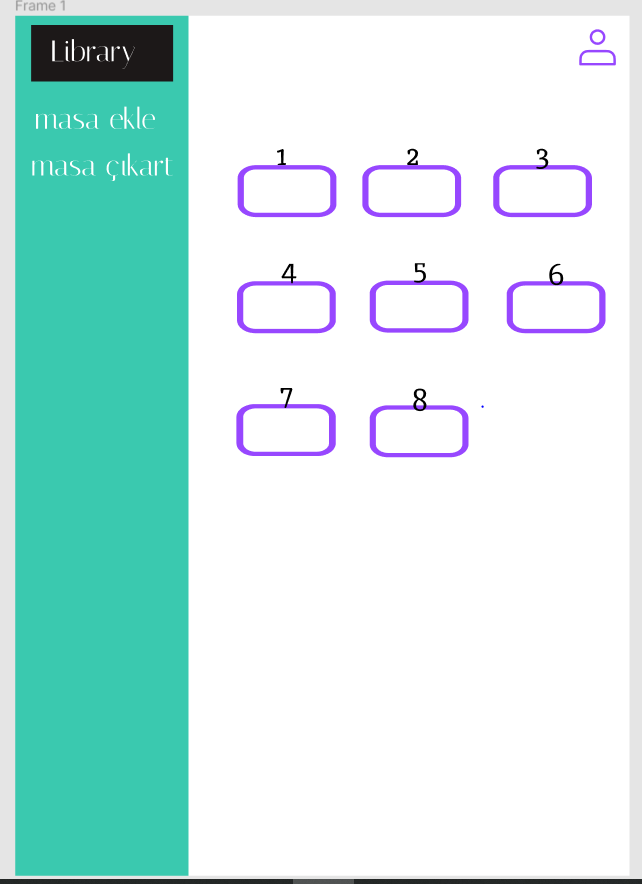 Frame 1
Library
masa ekle
masa çıkart
1 2 3
4 5 6
7 8